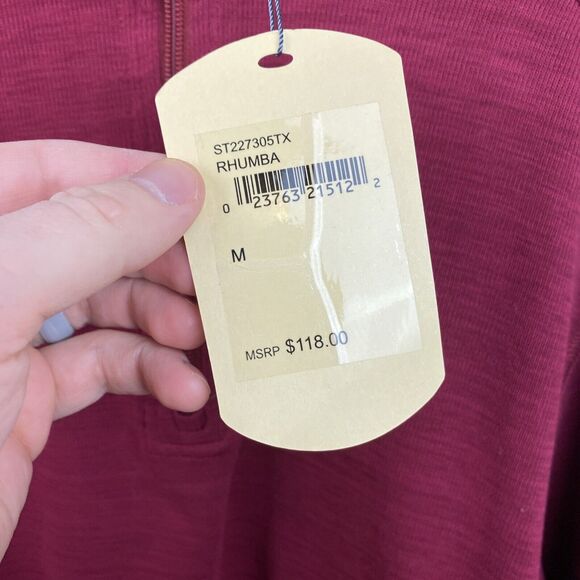 ST227305TX
RHUMBA
0 23763 21512 2
M
MSRP $118.00